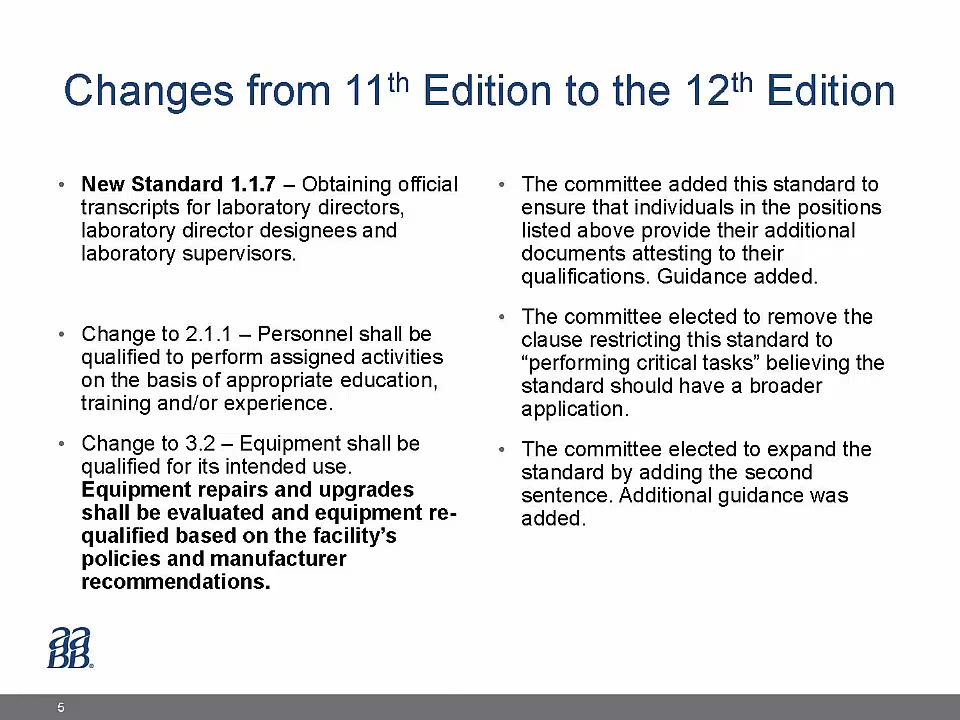 Changes from 11th Edition to the 12th Edition
• New Standard 1.1.7 – Obtaining official
transcripts for laboratory directors,
laboratory director designees and
laboratory supervisors.
• Change to 2.1.1 – Personnel shall be
qualified to perform assigned activities
on the basis of appropriate education,
training and/or experience.
• Change to 3.2 – Equipment shall be
qualified for its intended use.
Equipment repairs and upgrades
shall be evaluated and equipment re-
qualified based on the facility’s
policies and manufacturer
recommendations.
• The committee added this standard to
ensure that individuals in the positions
listed above provide their additional
documents attesting to their
qualifications. Guidance added.
• The committee elected to remove the
clause restricting this standard to
“performing critical tasks” believing the
standard should have a broader
application.
• The committee elected to expand the
standard by adding the second
sentence. Additional guidance was
added.
aa
BB®
5